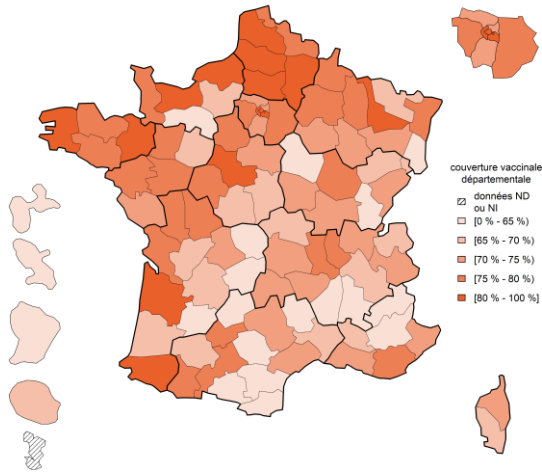 couverture vaccinale
départementale
données ND
ou NI
[0 % - 65 %)
[65 % - 70 %)
[70 % - 75 %)
[75 % - 80 %)
[80 % - 100 %]